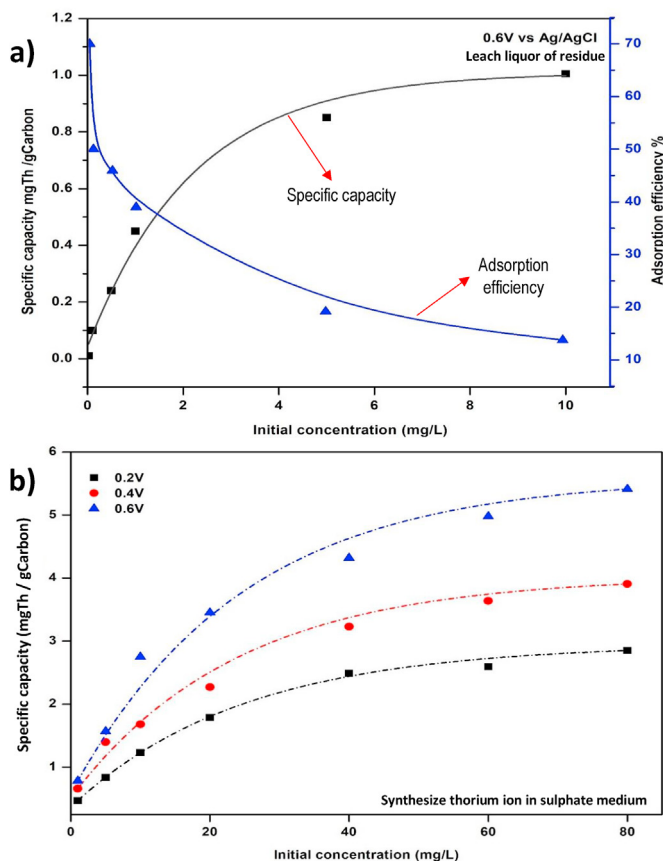 a)
0.6V vs Ag/AgCl
Leach liquor of residue
Specific capacity mgTh /gCarbon
1.2
1.0
0.8
0.6
0.4
0.2
0.0
Specific capacity
Adsorption
efficiency
70
60
50
40
30
20
10
Adsorption efficiency %
0
2
4
6
8
10
Initial concentration (mg/L)
b)
0.2V
0.4V
0.6V
Specific capacity (mgTh / gCarbon)
6
5
4
3
2
1
Synthesize thorium ion in sulphate medium
0
20
40
60
80
Initial concentration (mg/L)